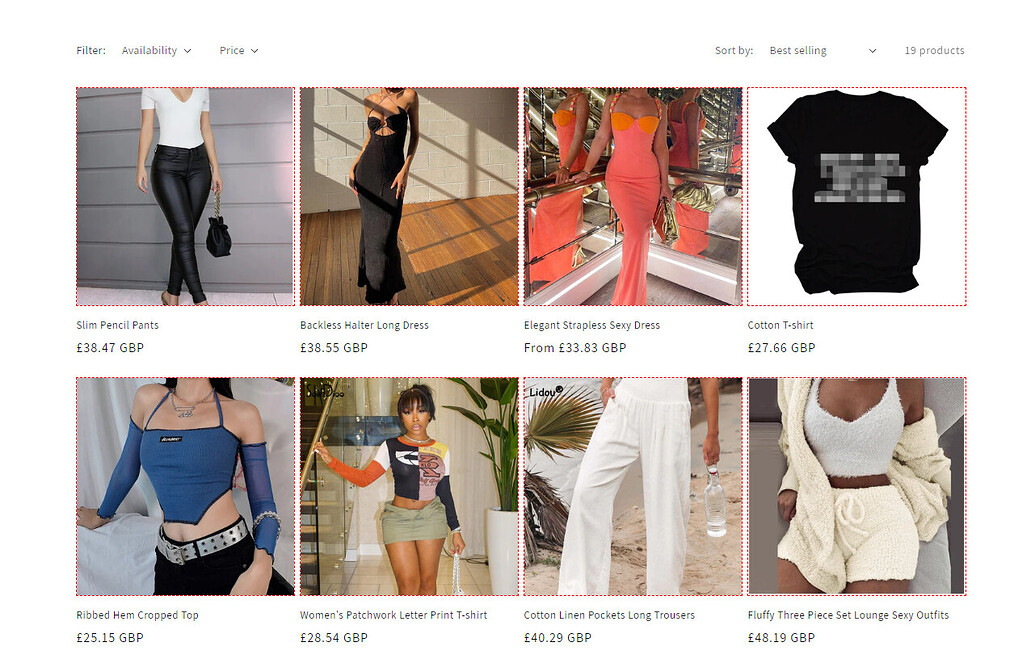 Filter: Availability Price Sort by: Best selling 19 products
Slim Pencil Pants Backless Halter Long Dress Elegant Strapless Sexy Dress Cotton T-shirt
£38.47 GBP £38.55 GBP From £33.83 GBP £27.66 GBP
Lidou
Ribbed Hem Cropped Top Women's Patchwork Letter Print T-shirt Cotton Linen Pockets Long Trousers Fluffy Three Piece Set Lounge Sexy Outfits
£25.15 GBP £28.54 GBP £40.29 GBP £48.19 GBP